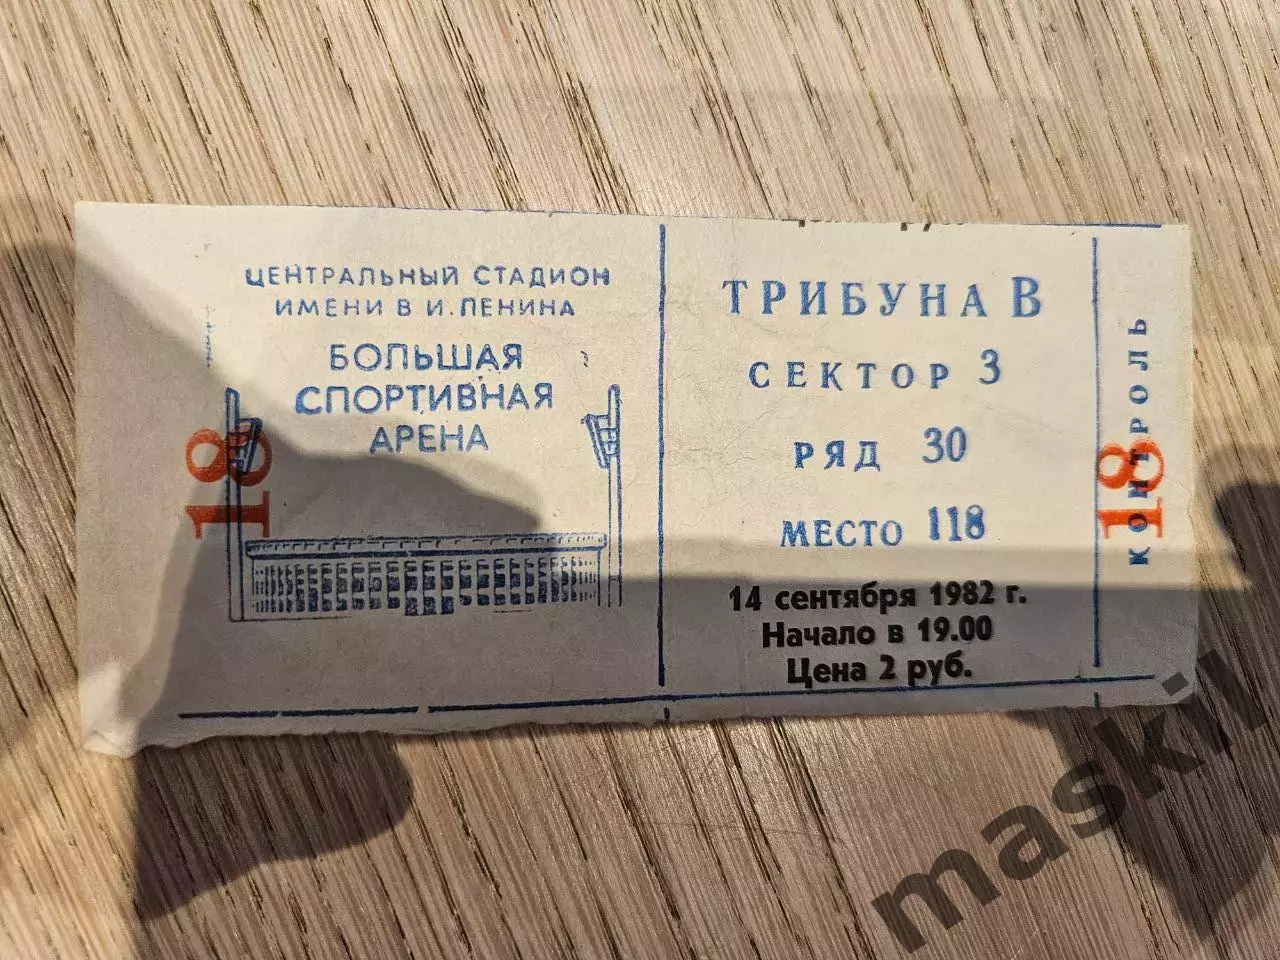 ЦЕНТРАЛЬНЫЙ СТАДИОН
ИМЕНИ В И. ЛЕНИНА
БОЛЬШАЯ
СПОРТИВНАЯ
АРЕНА
18
ТРИБУНА В
СЕКТОР 3
РЯД 30
МЕСТО 118
14 сентября 1982 г.
Начало в 19.00
Цена 2 руб.
КОНТРОЛЬ
18
maskil